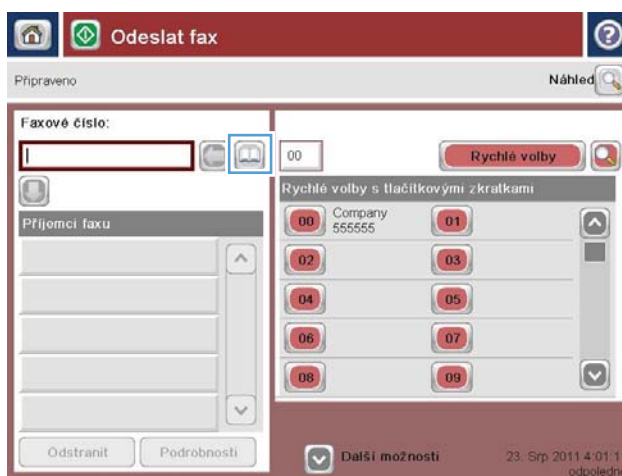 Odeslat fax
Připraveno
Náhled
Faxové číslo:
00
Rychlé volby
Rychlé volby s tlačítkovými zkratkami
Příjemci faxu
00 Company 01
555555
02 03
04 05
06 07
08 09
Odstranit Podrobnosti
Další možnosti
23. Srp 2011 4:01:1
odpoledn